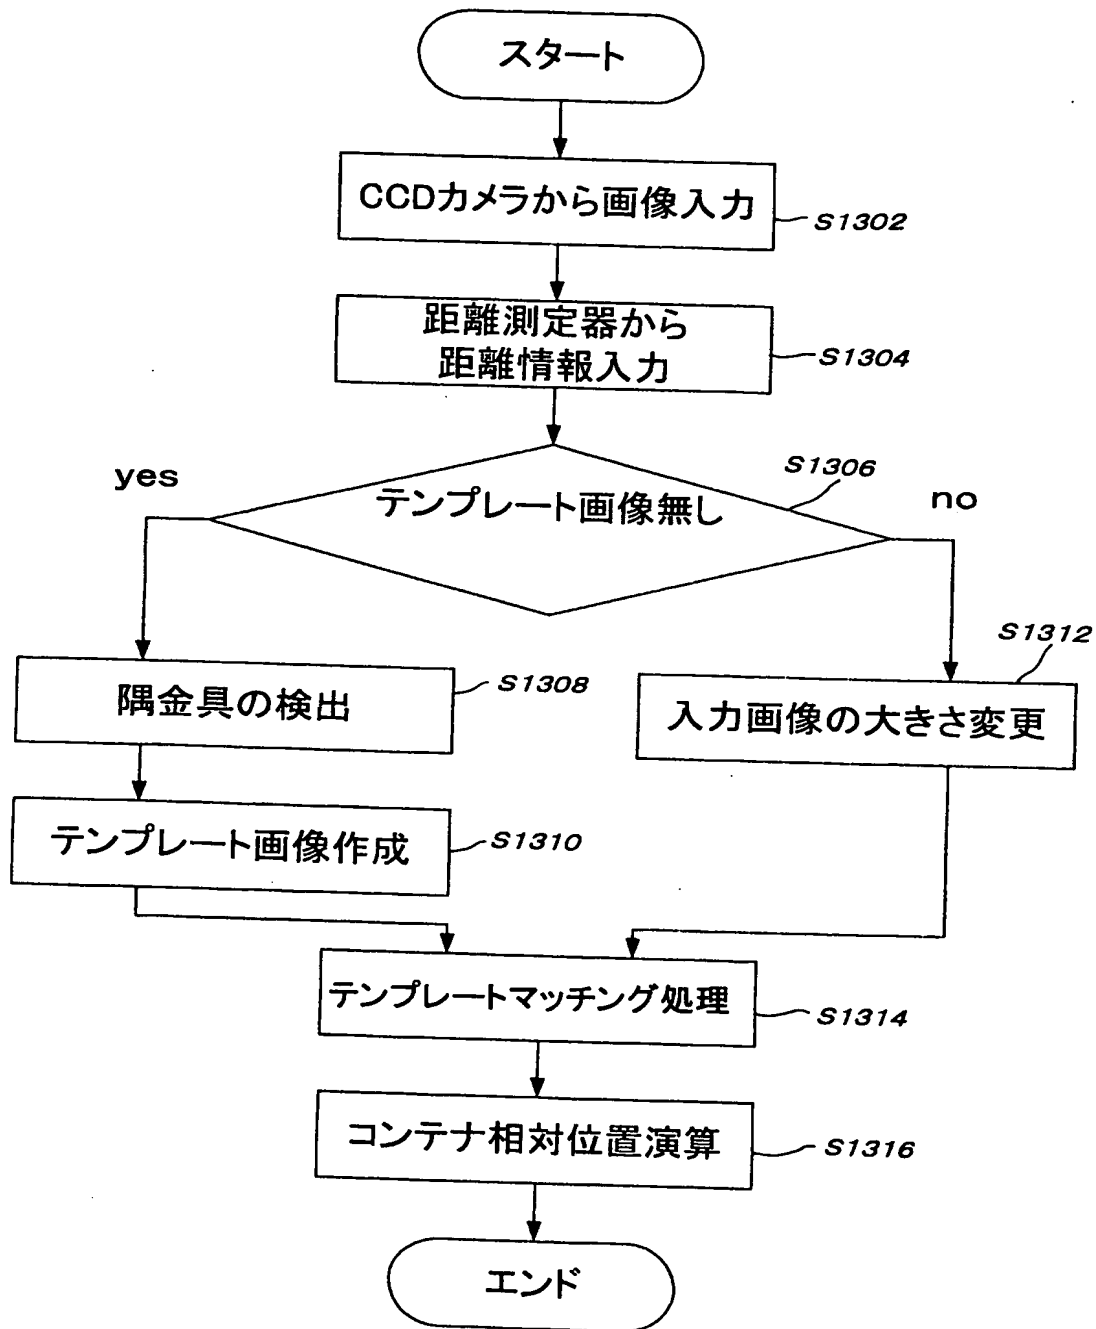 スタート
CCDカメラから画像入力
S1302
距離測定器から
距離情報入力
S1304
テンプレート画像無し
S1306
yes
no
隅金具の検出
S1308
S1312
入力画像の大きさ変更
テンプレート画像作成
S1310
テンプレートマッチング処理
S1314
コンテナ相対位置演算
S1316
エンド